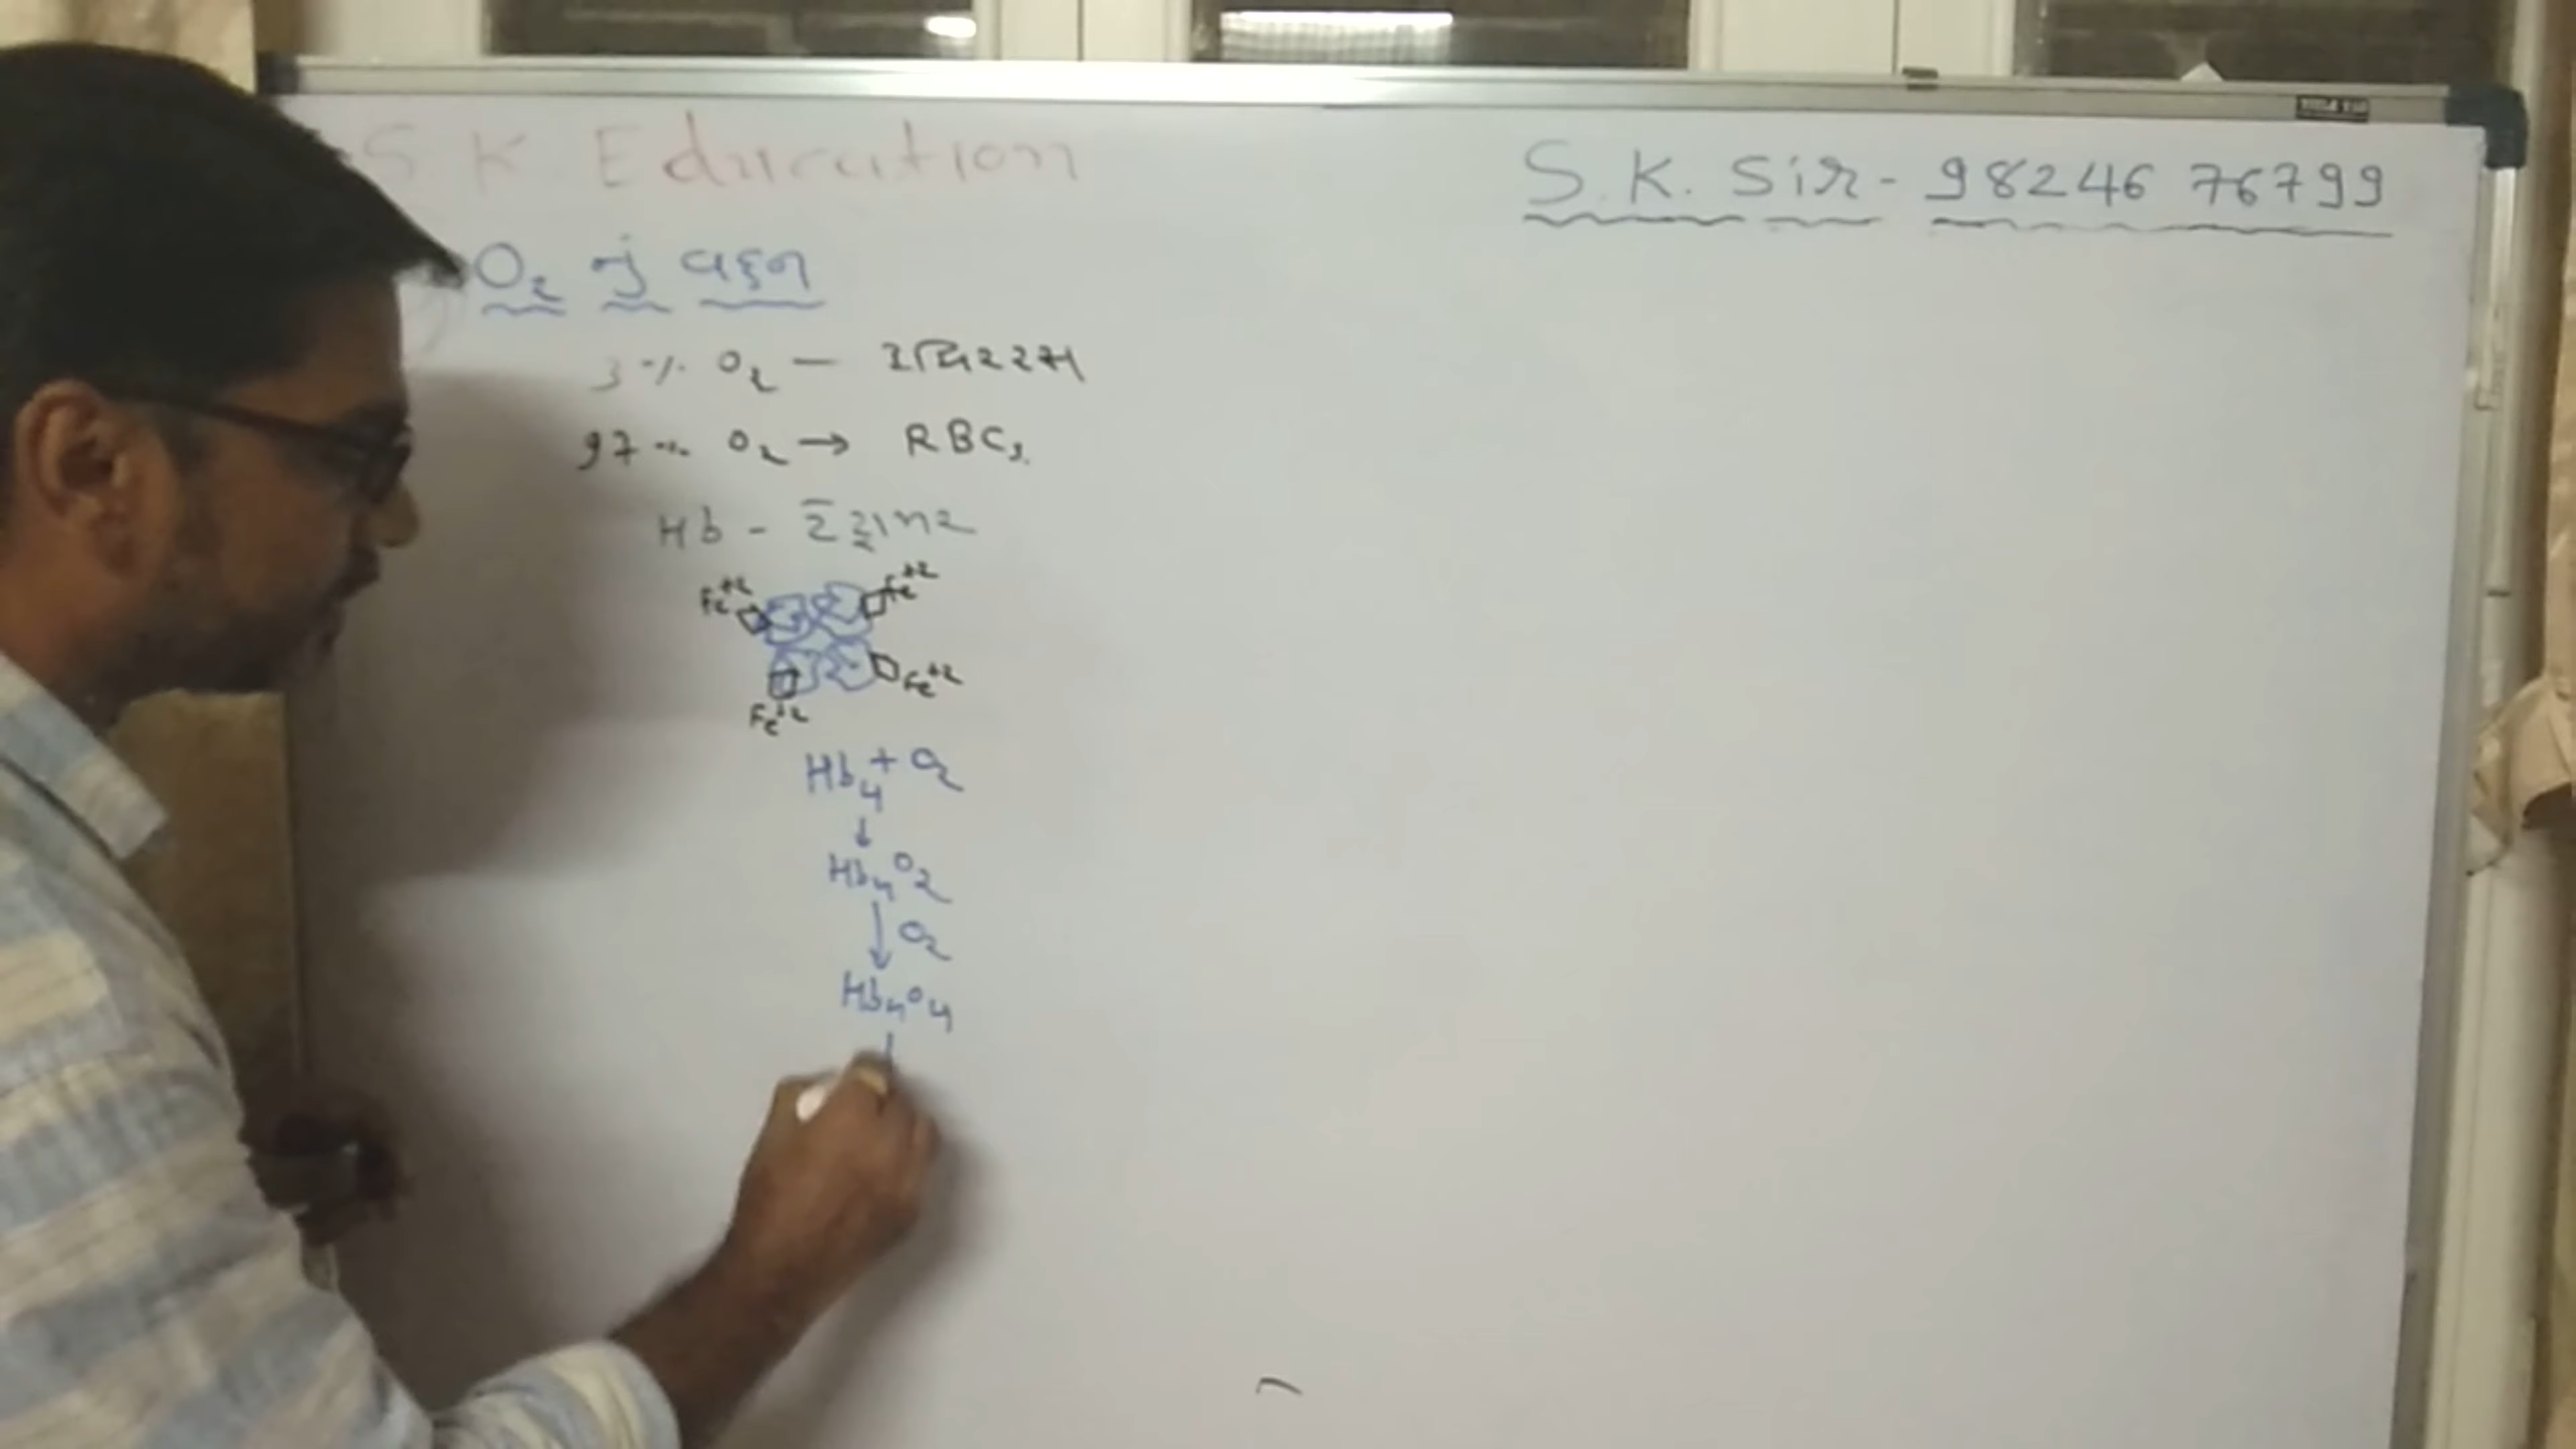 S K. Education
S. K. Sir - 98246 76799
O₂ નું વહન
3 % O₂ — રુધિરરસ
97 % O₂ → RBCs.
Hb - ટેટ્રામર
Fe⁺² Fe⁺²
Fe⁺² Fe⁺²
Hb₄ + O₂
↓
Hb₄O₂
↓ O₂
Hb₄O₄